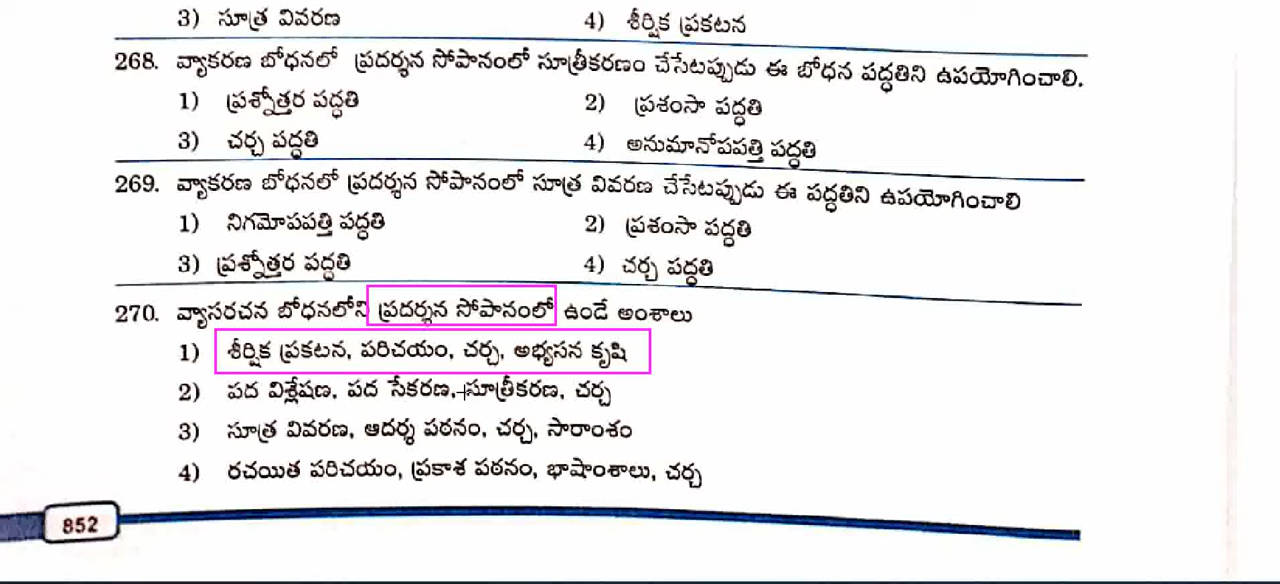 3) సూత్ర వివరణ 4) శీర్షిక ప్రకటన
268. వ్యాకరణ బోధనలో ప్రదర్శన సోపానంలో సూత్రీకరణం చేసేటప్పుడు ఈ బోధన పద్ధతిని ఉపయోగించాలి.
1) ప్రశ్నోత్తర పద్ధతి 2) ప్రశంసా పద్ధతి
3) చర్చ పద్ధతి 4) అనుమానోపపత్తి పద్ధతి
269. వ్యాకరణ బోధనలో ప్రదర్శన సోపానంలో సూత్ర వివరణ చేసేటప్పుడు ఈ పద్ధతిని ఉపయోగించాలి
1) నిగమోపపత్తి పద్ధతి 2) ప్రశంసా పద్ధతి
3) ప్రశ్నోత్తర పద్ధతి 4) చర్చ పద్ధతి
270. వ్యాసరచన బోధనలోని ప్రదర్శన సోపానంలో ఉండే అంశాలు
1) శీర్షిక ప్రకటన, పరిచయం, చర్చ, అభ్యసన కృషి
2) పద విశ్లేషణ, పద సేకరణ, సూత్రీకరణ, చర్చ
3) సూత్ర వివరణ, ఆదర్శ పఠనం, చర్చ, సారాంశం
4) రచయిత పరిచయం, ప్రకాశ పఠనం, భాషాంశాలు, చర్చ
852